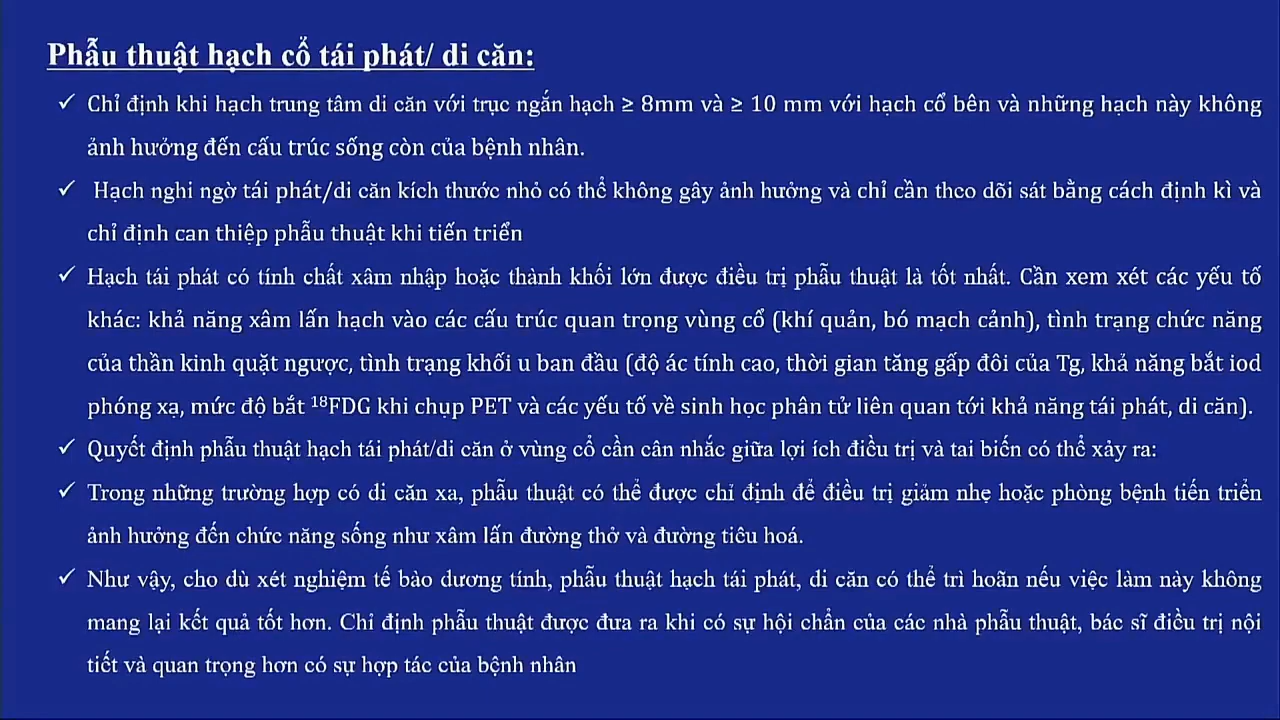 Phẫu thuật hạch cổ tái phát/ di căn:
✓ Chỉ định khi hạch trung tâm di căn với trục ngắn hạch ≥ 8mm và ≥ 10 mm với hạch cổ bên và những hạch này không
ảnh hưởng đến cấu trúc sống còn của bệnh nhân.
✓ Hạch nghi ngờ tái phát/di căn kích thước nhỏ có thể không gây ảnh hưởng và chỉ cần theo dõi sát bằng cách định kì và
chỉ định can thiệp phẫu thuật khi tiến triển
✓ Hạch tái phát có tính chất xâm nhập hoặc thành khối lớn được điều trị phẫu thuật là tốt nhất. Cần xem xét các yếu tố
khác: khả năng xâm lấn hạch vào các cấu trúc quan trọng vùng cổ (khí quản, bó mạch cảnh), tình trạng chức năng
của thần kinh quặt ngược, tình trạng khối u ban đầu (độ ác tính cao, thời gian tăng gấp đôi của Tg, khả năng bắt iod
phóng xạ, mức độ bắt ¹⁸FDG khi chụp PET và các yếu tố về sinh học phân tử liên quan tới khả năng tái phát, di căn).
✓ Quyết định phẫu thuật hạch tái phát/di căn ở vùng cổ cần cân nhắc giữa lợi ích điều trị và tai biến có thể xảy ra:
✓ Trong những trường hợp có di căn xa, phẫu thuật có thể được chỉ định để điều trị giảm nhẹ hoặc phòng bệnh tiến triển
ảnh hưởng đến chức năng sống như xâm lấn đường thở và đường tiêu hoá.
✓ Như vậy, cho dù xét nghiệm tế bào dương tính, phẫu thuật hạch tái phát, di căn có thể trì hoãn nếu việc làm này không
mang lại kết quả tốt hơn. Chỉ định phẫu thuật được đưa ra khi có sự hội chẩn của các nhà phẫu thuật, bác sĩ điều trị nội
tiết và quan trọng hơn có sự hợp tác của bệnh nhân